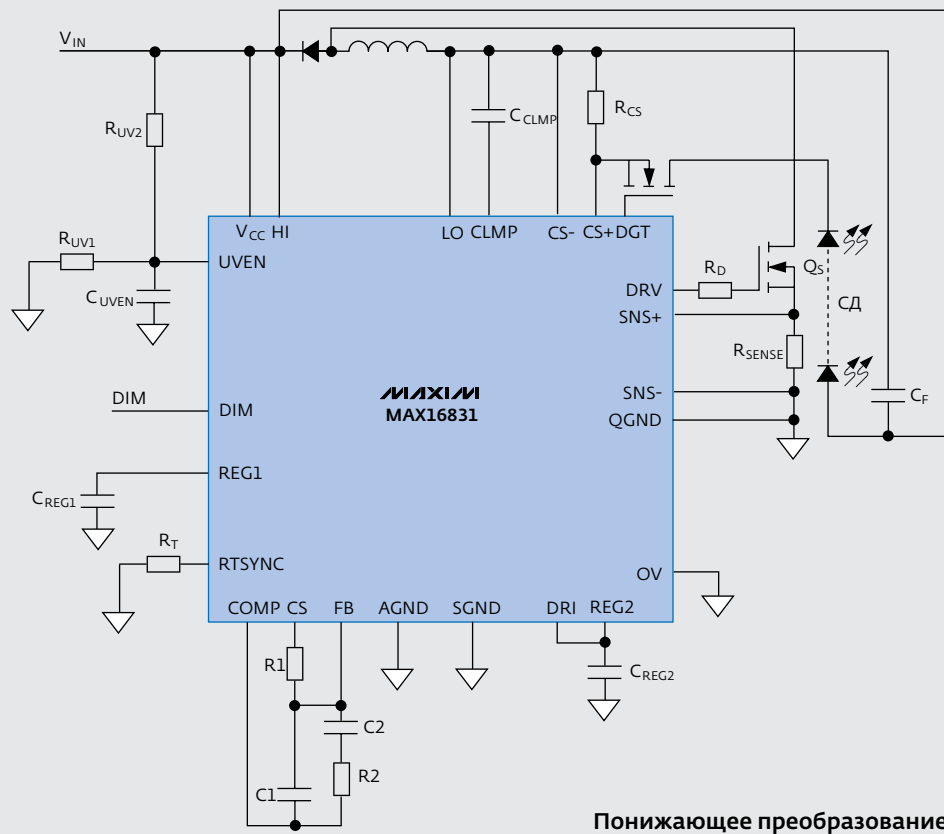 V_IN
R_UV2
C_CLMP
R_CS
R_UV1
C_UVEN
V_CC HI LO CLMP CS- CS+ DGT
UVEN
DRV
R_D
Q_S
СД
SNS+
R_SENSE
MAXIM
MAX16831
SNS-
C_F
DIM
DIM
QGND
REG1
C_REG1
R_T
RTSYNC
OV
COMP CS FB AGND SGND DRI REG2
R1
C_REG2
C2
C1
R2
Понижающее преобразование